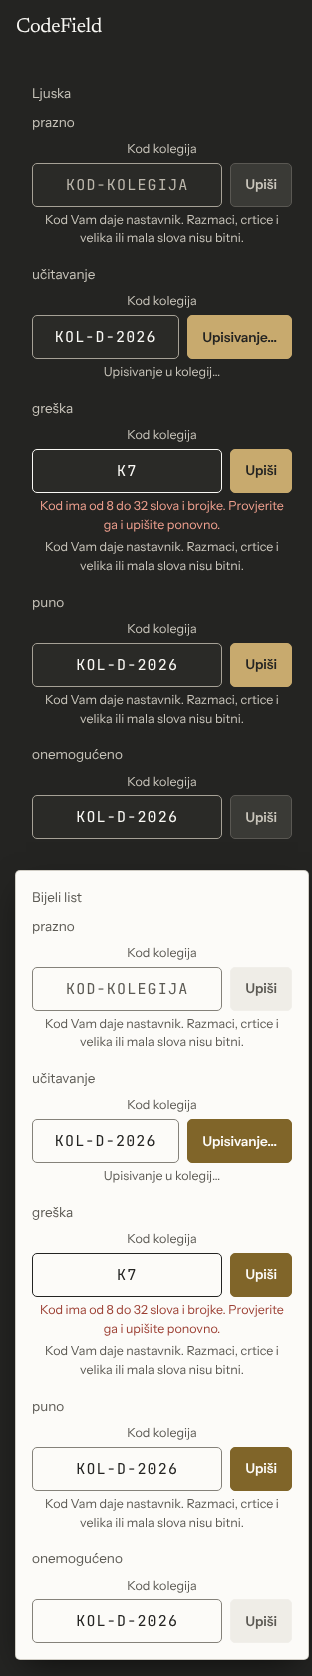 CodeField
Ljuska
prazno
Kod kolegija
KOD-KOLEGIJA Upiši
Kod Vam daje nastavnik. Razmaci, crtice i
velika ili mala slova nisu bitni.
učitavanje
Kod kolegija
KOL-D-2026 Upisivanje…
Upisivanje u kolegij…
greška
Kod kolegija
K7 Upiši
Kod ima od 8 do 32 slova i brojke. Provjerite
ga i upišite ponovno.
Kod Vam daje nastavnik. Razmaci, crtice i
velika ili mala slova nisu bitni.
puno
Kod kolegija
KOL-D-2026 Upiši
Kod Vam daje nastavnik. Razmaci, crtice i
velika ili mala slova nisu bitni.
onemogućeno
Kod kolegija
KOL-D-2026 Upiši
Bijeli list
prazno
Kod kolegija
KOD-KOLEGIJA Upiši
Kod Vam daje nastavnik. Razmaci, crtice i
velika ili mala slova nisu bitni.
učitavanje
Kod kolegija
KOL-D-2026 Upisivanje…
Upisivanje u kolegij…
greška
Kod kolegija
K7 Upiši
Kod ima od 8 do 32 slova i brojke. Provjerite
ga i upišite ponovno.
Kod Vam daje nastavnik. Razmaci, crtice i
velika ili mala slova nisu bitni.
puno
Kod kolegija
KOL-D-2026 Upiši
Kod Vam daje nastavnik. Razmaci, crtice i
velika ili mala slova nisu bitni.
onemogućeno
Kod kolegija
KOL-D-2026 Upiši